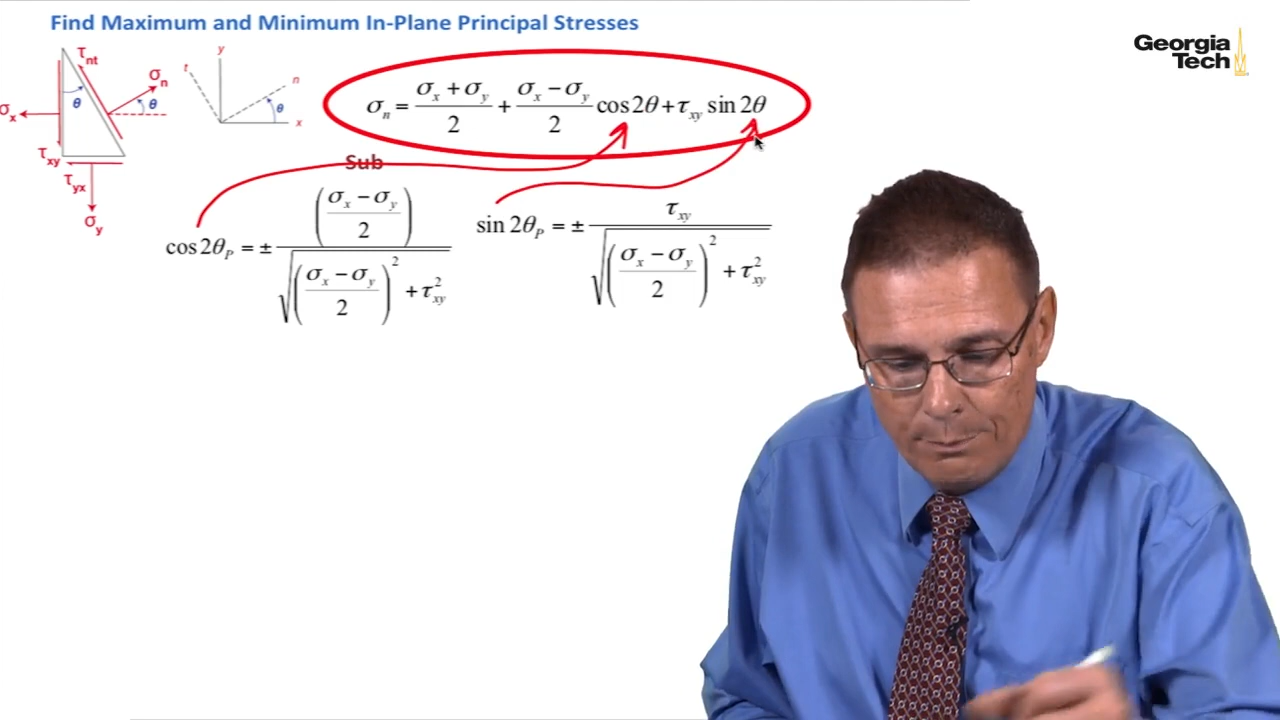 Find Maximum and Minimum In-Plane Principal Stresses
Georgia
Tech
τnt
σn
θ
θ
σx
τxy
τyx
σy
y
t
n
θ
x
σn = (σx + σy)/2 + (σx − σy)/2 cos 2θ + τxy sin 2θ
Sub
cos 2θP = ± ((σx − σy)/2) / √(((σx − σy)/2)² + τ²xy)
sin 2θP = ± τxy / √(((σx − σy)/2)² + τ²xy)